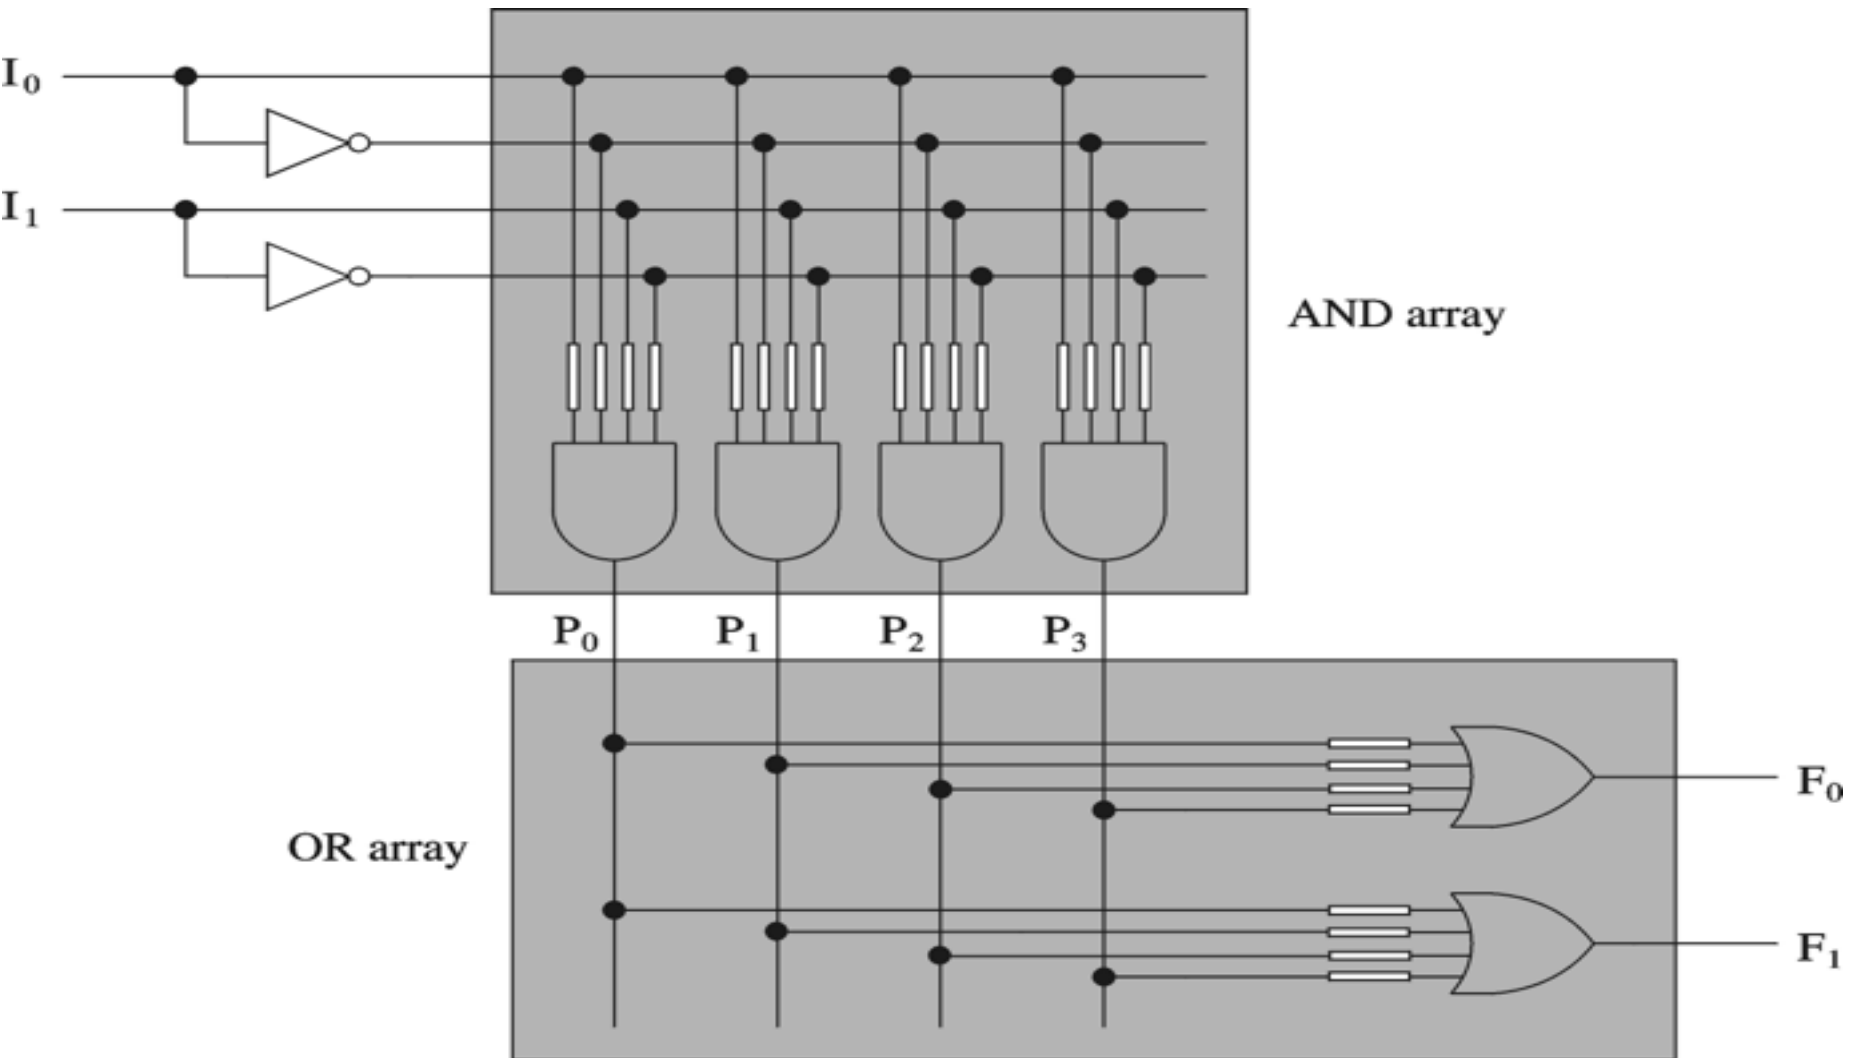 I₀
I₁
AND array
P₀ P₁ P₂ P₃
F₀
OR array
F₁